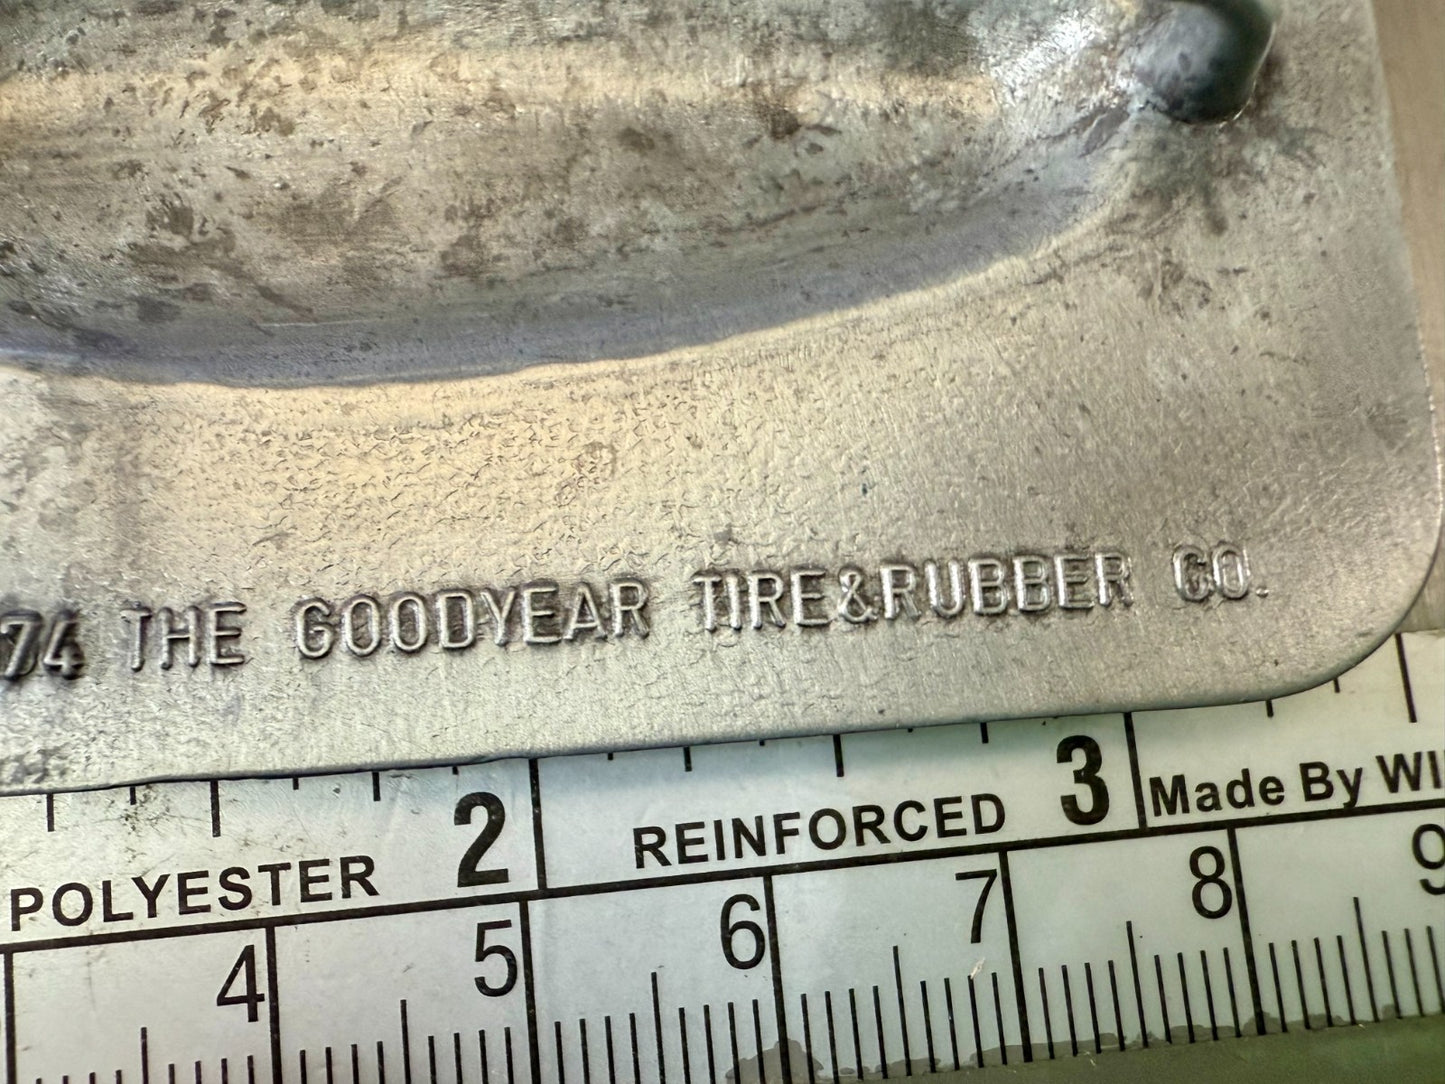 74 THE GOODYEAR TIRE&RUBBER CO.
2 3
POLYESTER REINFORCED Made By WI
4 5 6 7 8 9